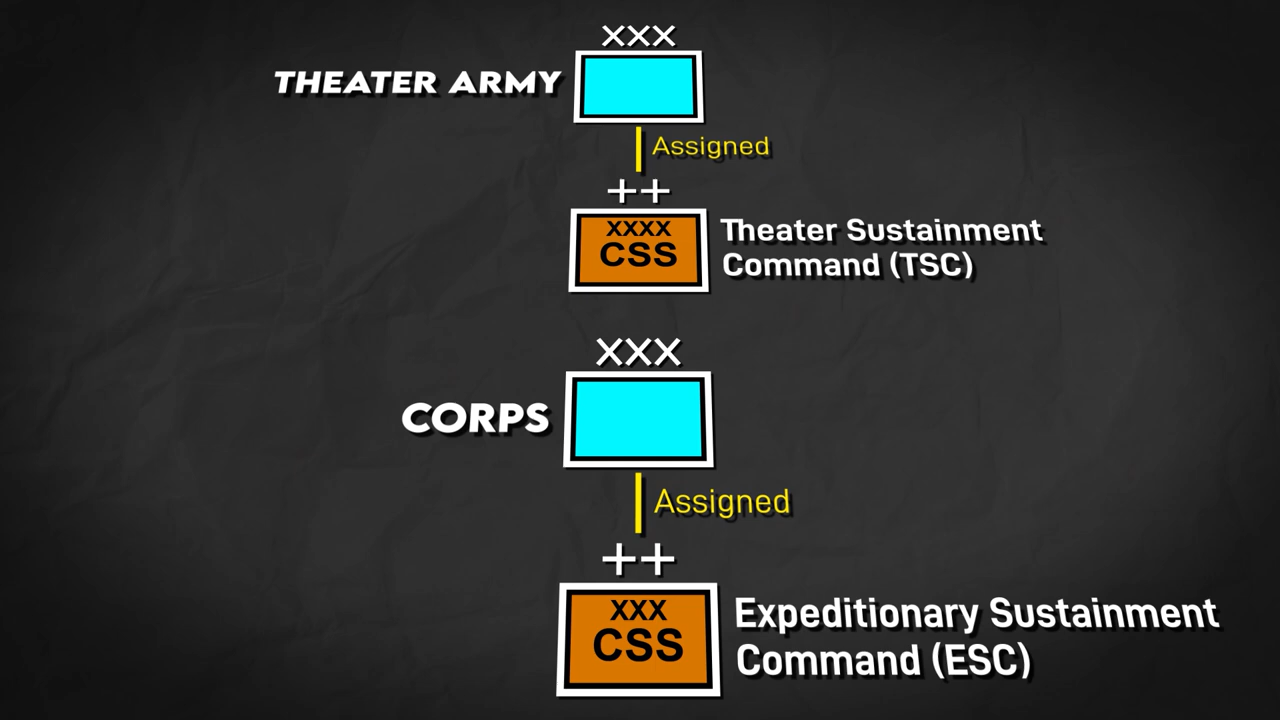 XXX
THEATER ARMY
Assigned
++
XXXX
CSS
Theater Sustainment
Command (TSC)
XXX
CORPS
Assigned
++
XXX
CSS
Expeditionary Sustainment
Command (ESC)